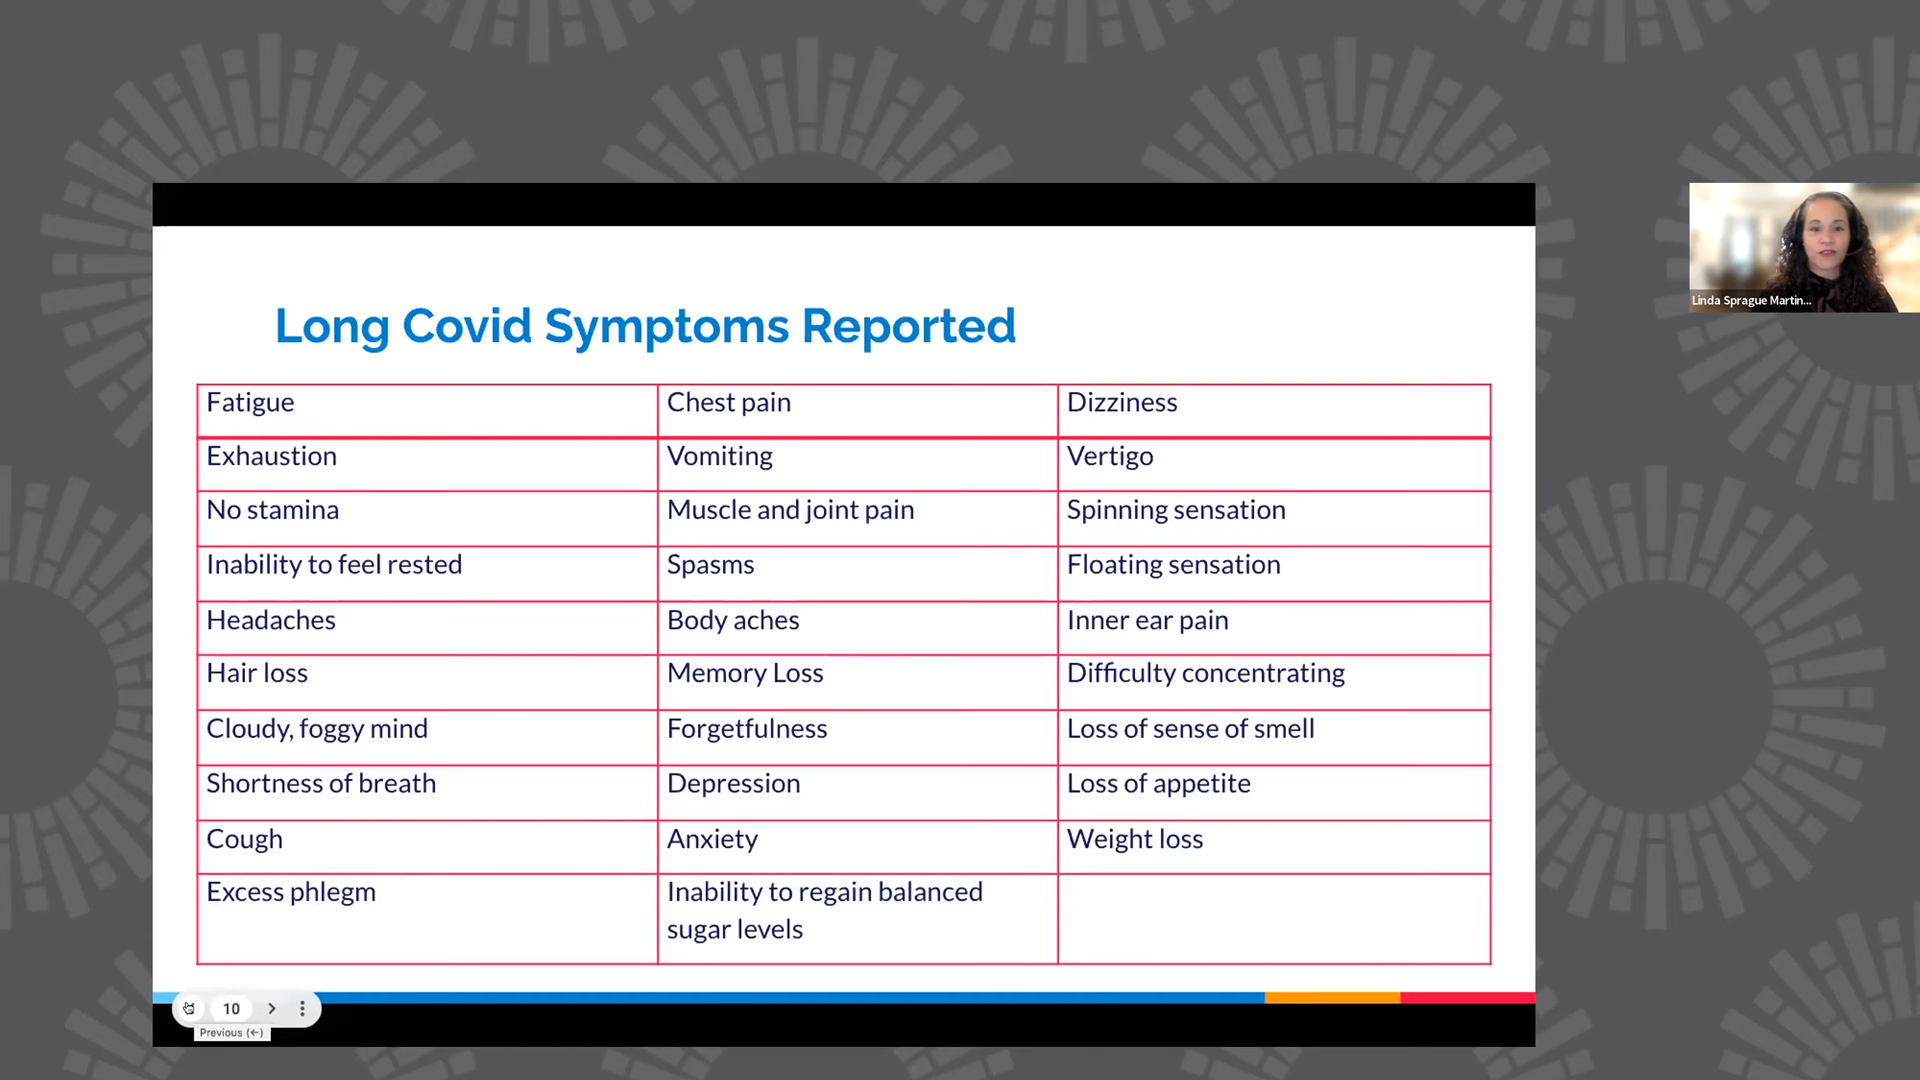 Long Covid Symptoms Reported
Fatigue Chest pain Dizziness
Exhaustion Vomiting Vertigo
No stamina Muscle and joint pain Spinning sensation
Inability to feel rested Spasms Floating sensation
Headaches Body aches Inner ear pain
Hair loss Memory Loss Difficulty concentrating
Cloudy, foggy mind Forgetfulness Loss of sense of smell
Shortness of breath Depression Loss of appetite
Cough Anxiety Weight loss
Excess phlegm Inability to regain balanced
sugar levels
10
Previous (←)
Linda Sprague Martin...